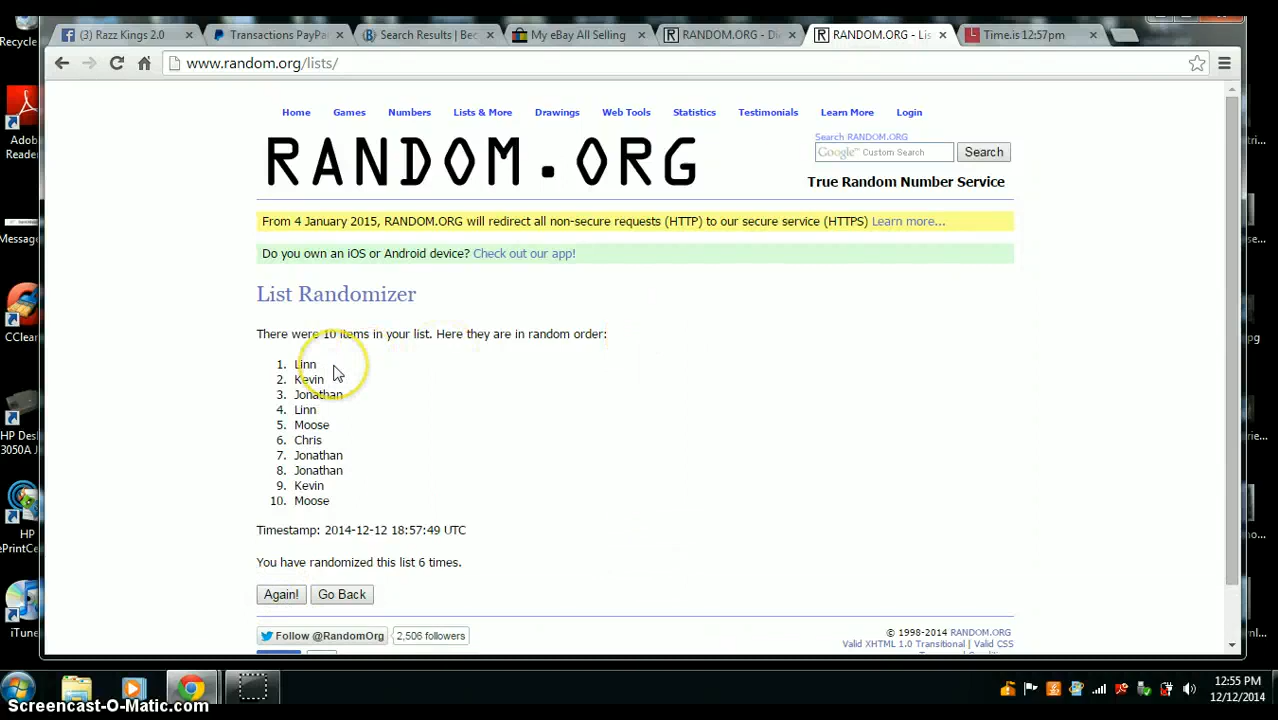 Recycle
(3) Razz Kings 2.0
Transactions PayPa
Search Results | Bec
My eBay All Selling
RANDOM.ORG - Di
RANDOM.ORG - Lis
Time.is 12:57pm
www.random.org/lists/
Home Games Numbers Lists & More Drawings Web Tools Statistics Testimonials Learn More Login
RANDOM.ORG
Search RANDOM.ORG
Google™ Custom Search
Search
True Random Number Service
From 4 January 2015, RANDOM.ORG will redirect all non-secure requests (HTTP) to our secure service (HTTPS) Learn more...
Do you own an iOS or Android device? Check out our app!
List Randomizer
There were 10 items in your list. Here they are in random order:
1. Linn
2. Kevin
3. Jonathan
4. Linn
5. Moose
6. Chris
7. Jonathan
8. Jonathan
9. Kevin
10. Moose
Timestamp: 2014-12-12 18:57:49 UTC
You have randomized this list 6 times.
Again! Go Back
Follow @RandomOrg
2,506 followers
© 1998-2014 RANDOM.ORG
Valid XHTML 1.0 Transitional | Valid CSS
Adobe
Reader
Message
CClean
HP Des
3050A J
HP
ePrintCe
iTune
12:55 PM
12/12/2014
Screencast-O-Matic.com